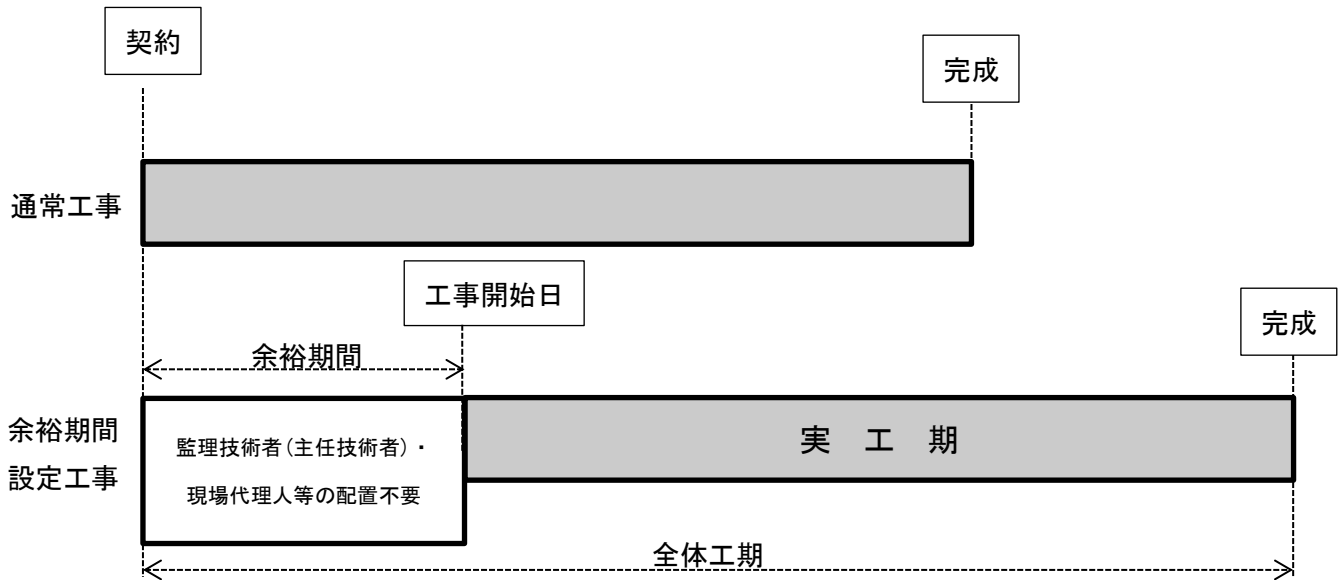 契約
完成
通常工事
工事開始日
完成
余裕期間
余裕期間
設定工事
監理技術者(主任技術者)・
現場代理人等の配置不要
実 工 期
全体工期